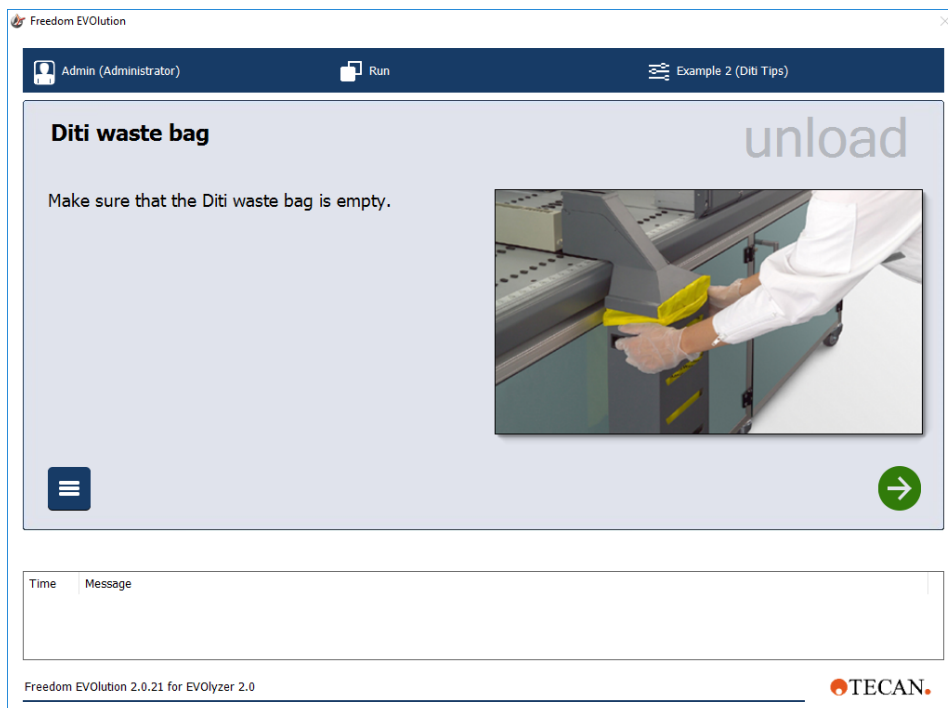 Freedom EVOlution
Admin (Administrator) Run Example 2 (Diti Tips)
Diti waste bag
unload
Make sure that the Diti waste bag is empty.
Time Message
Freedom EVOlution 2.0.21 for EVOlyzer 2.0
TECAN.